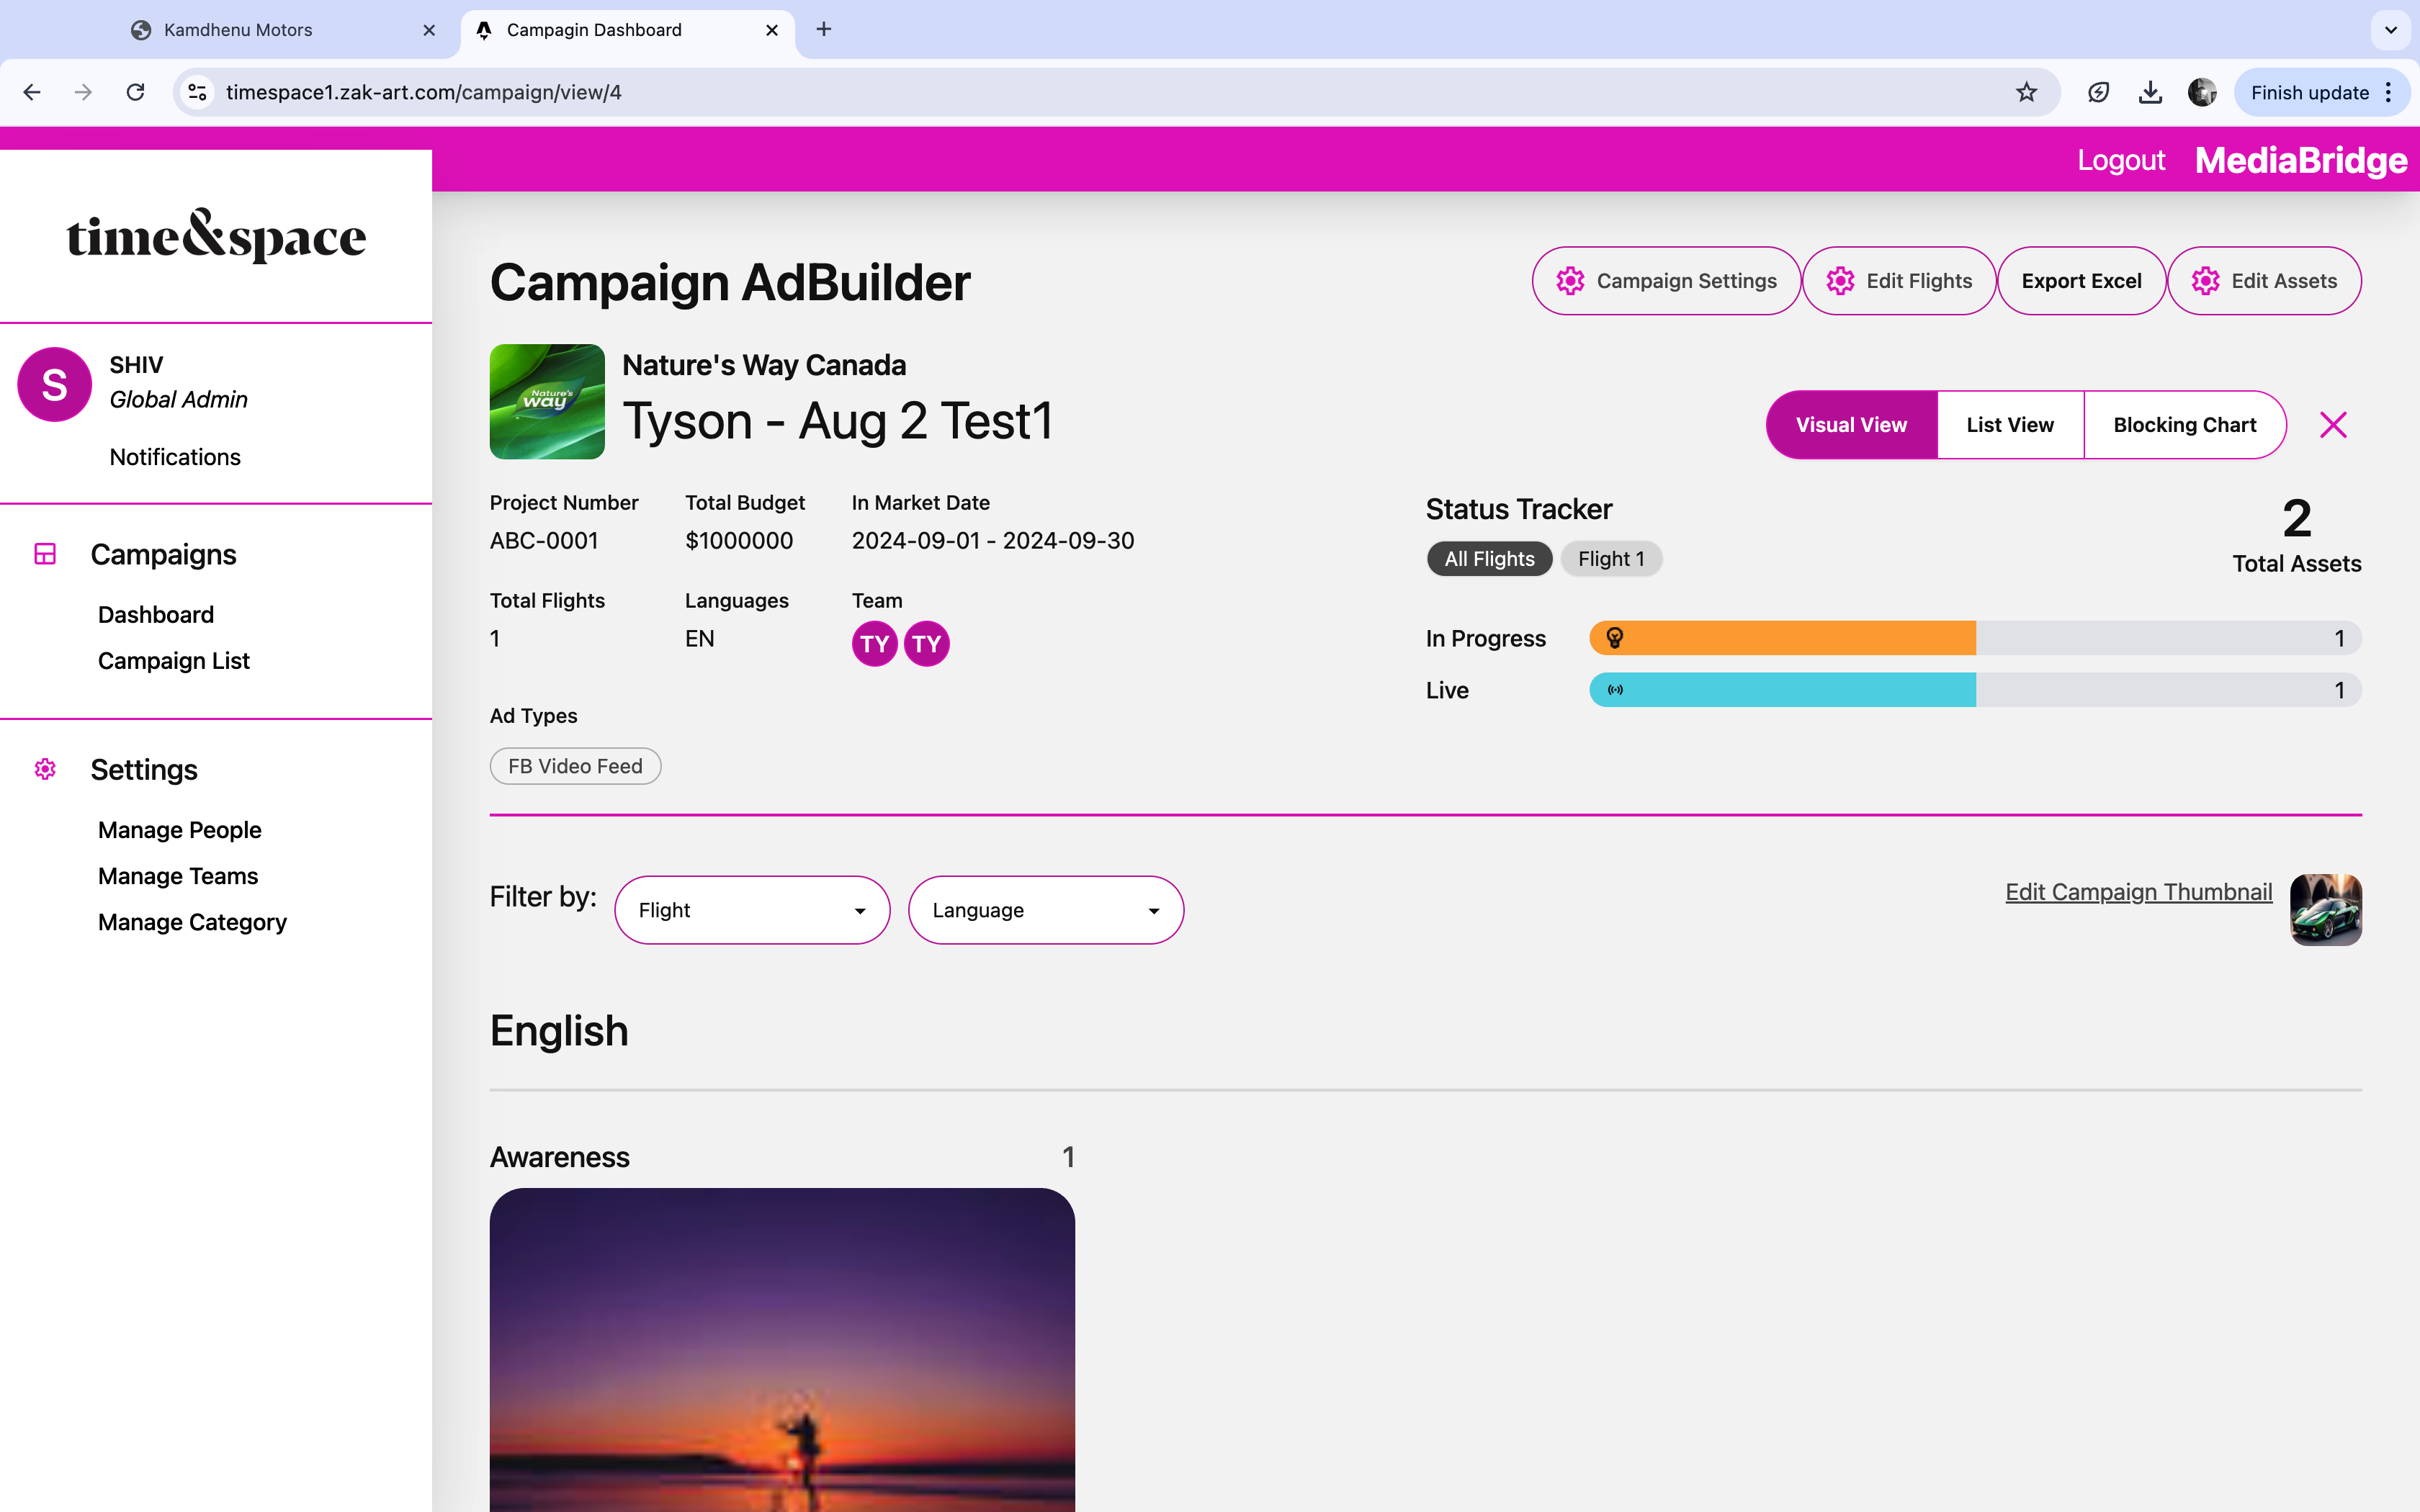 Kamdhenu Motors
Campagin Dashboard
timespace1.zak-art.com/campaign/view/4
Finish update
Logout
MediaBridge
time&space
S
SHIV
Global Admin
Notifications
Campaigns
Dashboard
Campaign List
Settings
Manage People
Manage Teams
Manage Category
Campaign AdBuilder
Campaign Settings
Edit Flights
Export Excel
Edit Assets
Nature's way
Nature's Way Canada
Tyson - Aug 2 Test1
Visual View
List View
Blocking Chart
Project Number
ABC-0001
Total Budget
$1000000
In Market Date
2024-09-01 - 2024-09-30
Total Flights
1
Languages
EN
Team
TY TY
Ad Types
FB Video Feed
Status Tracker
All Flights
Flight 1
2
Total Assets
In Progress 1
Live 1
Filter by:
Flight
Language
Edit Campaign Thumbnail
English
Awareness 1